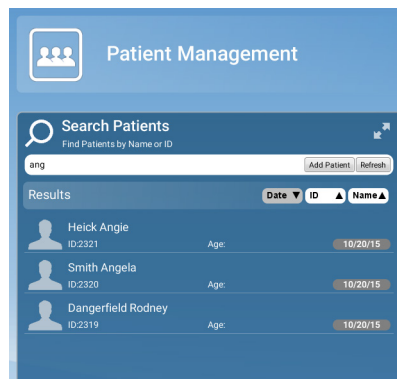 Patient Management
Search Patients
Find Patients by Name or ID
ang Add Patient Refresh
Results Date ▼ ID ▲ Name▲
Heick Angie
ID:2321 Age: 10/20/15
Smith Angela
ID:2320 Age: 10/20/15
Dangerfield Rodney
ID:2319 Age: 10/20/15